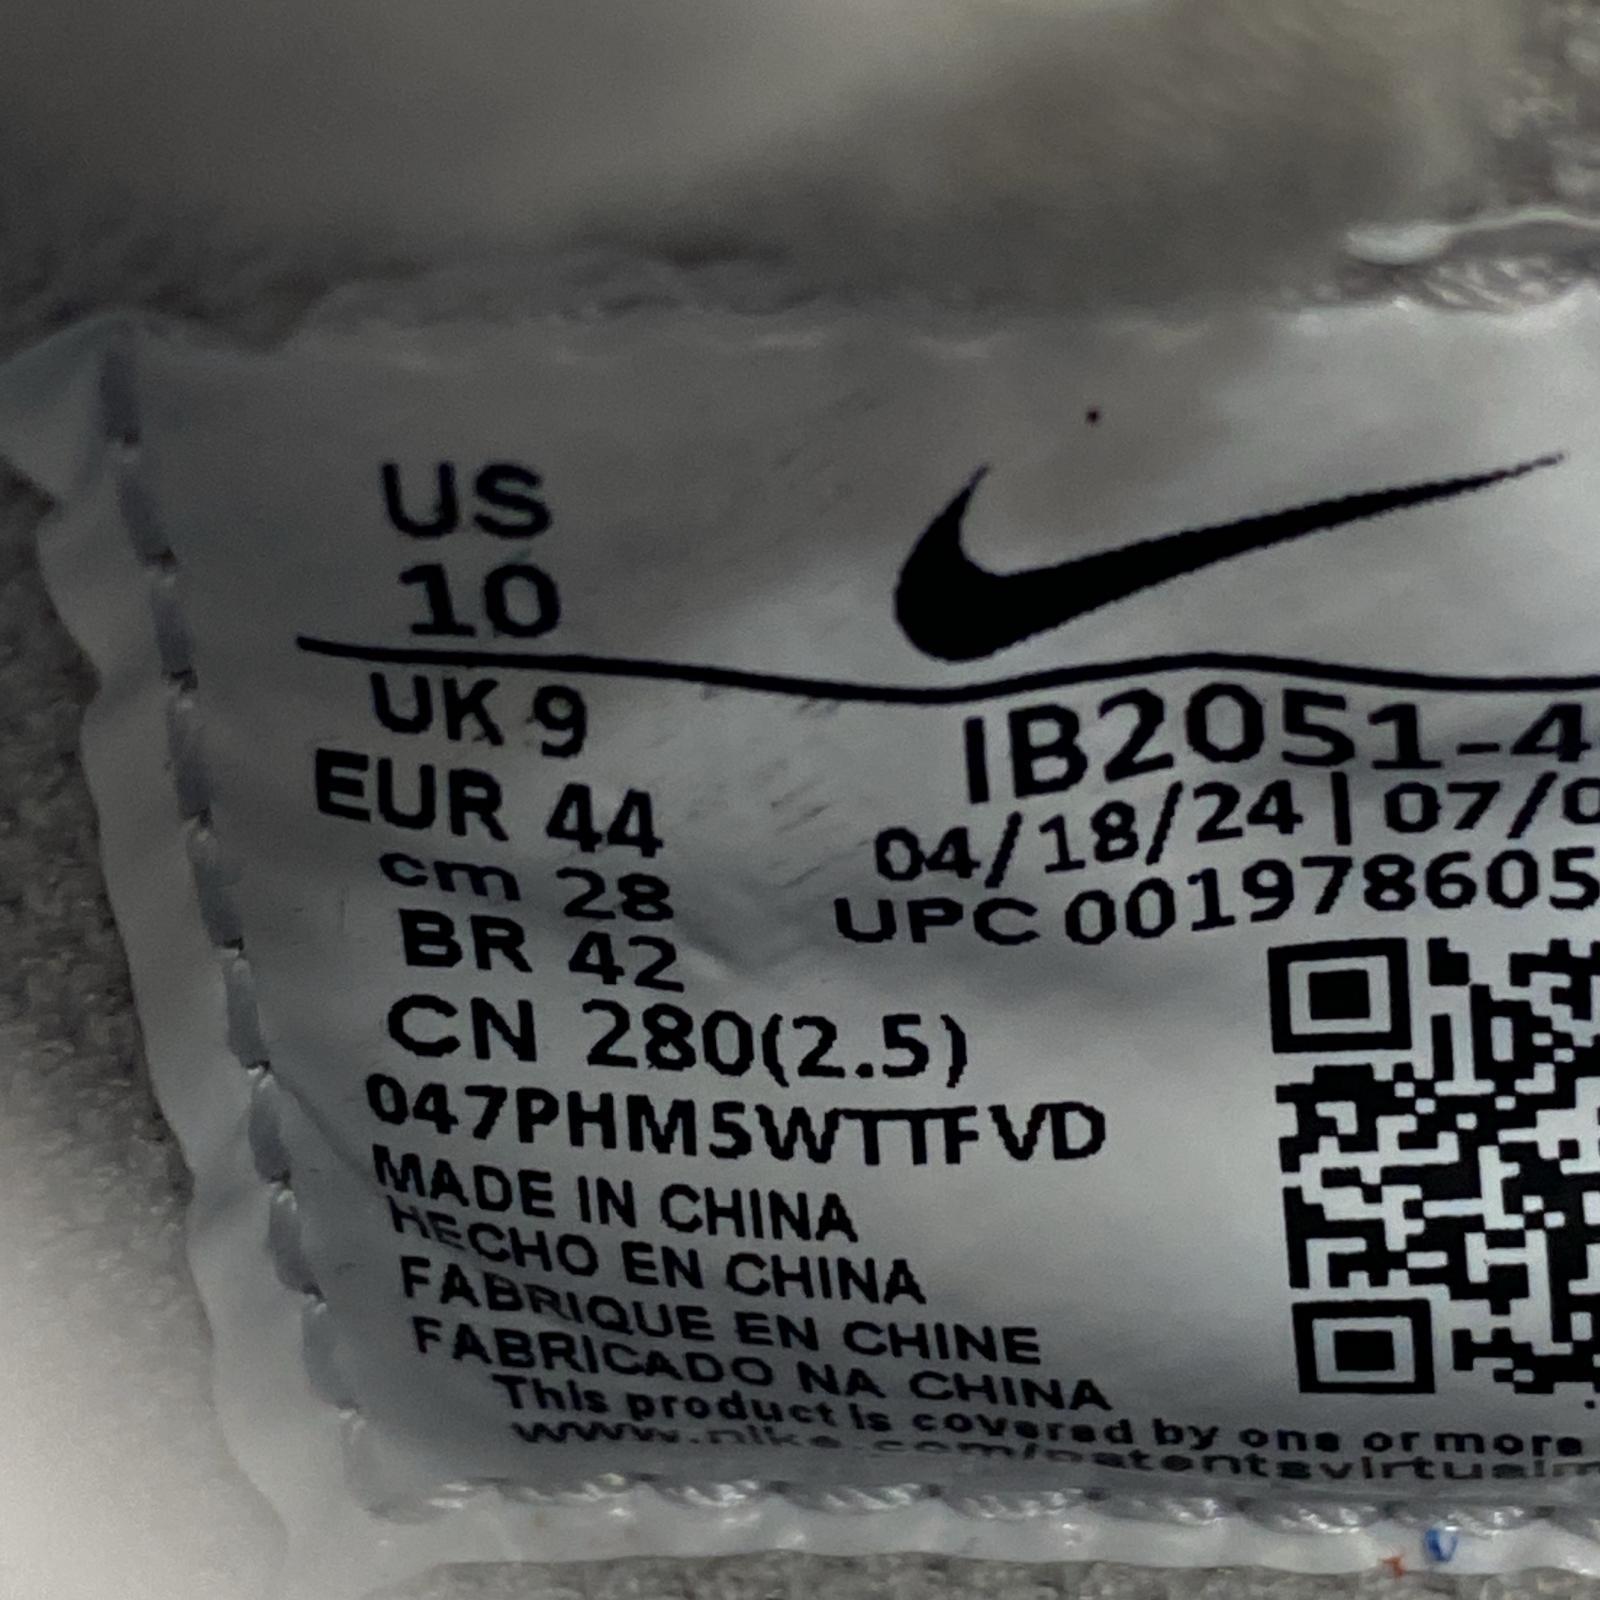 US
10
UK 9
EUR 44
cm 28
BR 42
CN 280(2.5)
047PHM5WTTFVD
MADE IN CHINA
HECHO EN CHINA
FABRIQUE EN CHINE
FABRICADO NA CHINA
This product is covered by one or more
IB2051-4
04/18/24 | 07/0
UPC 001978605